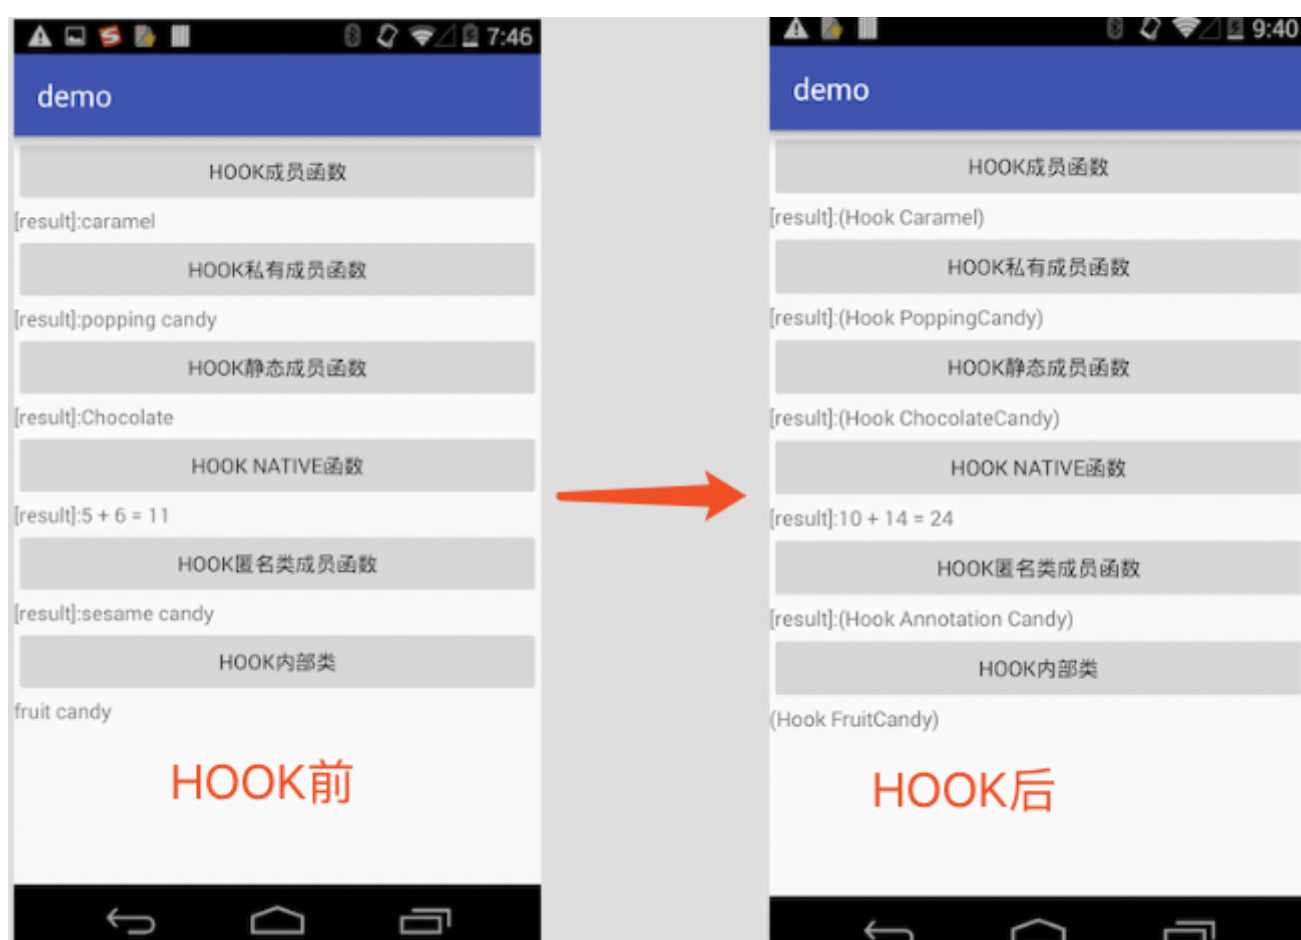 7:46
demo
HOOK成员函数
[result]:caramel
HOOK私有成员函数
[result]:popping candy
HOOK静态成员函数
[result]:Chocolate
HOOK NATIVE函数
[result]:5 + 6 = 11
HOOK匿名类成员函数
[result]:sesame candy
HOOK内部类
fruit candy
HOOK前
9:40
demo
HOOK成员函数
[result]:(Hook Caramel)
HOOK私有成员函数
[result]:(Hook PoppingCandy)
HOOK静态成员函数
[result]:(Hook ChocolateCandy)
HOOK NATIVE函数
[result]:10 + 14 = 24
HOOK匿名类成员函数
[result]:(Hook Annotation Candy)
HOOK内部类
(Hook FruitCandy)
HOOK后